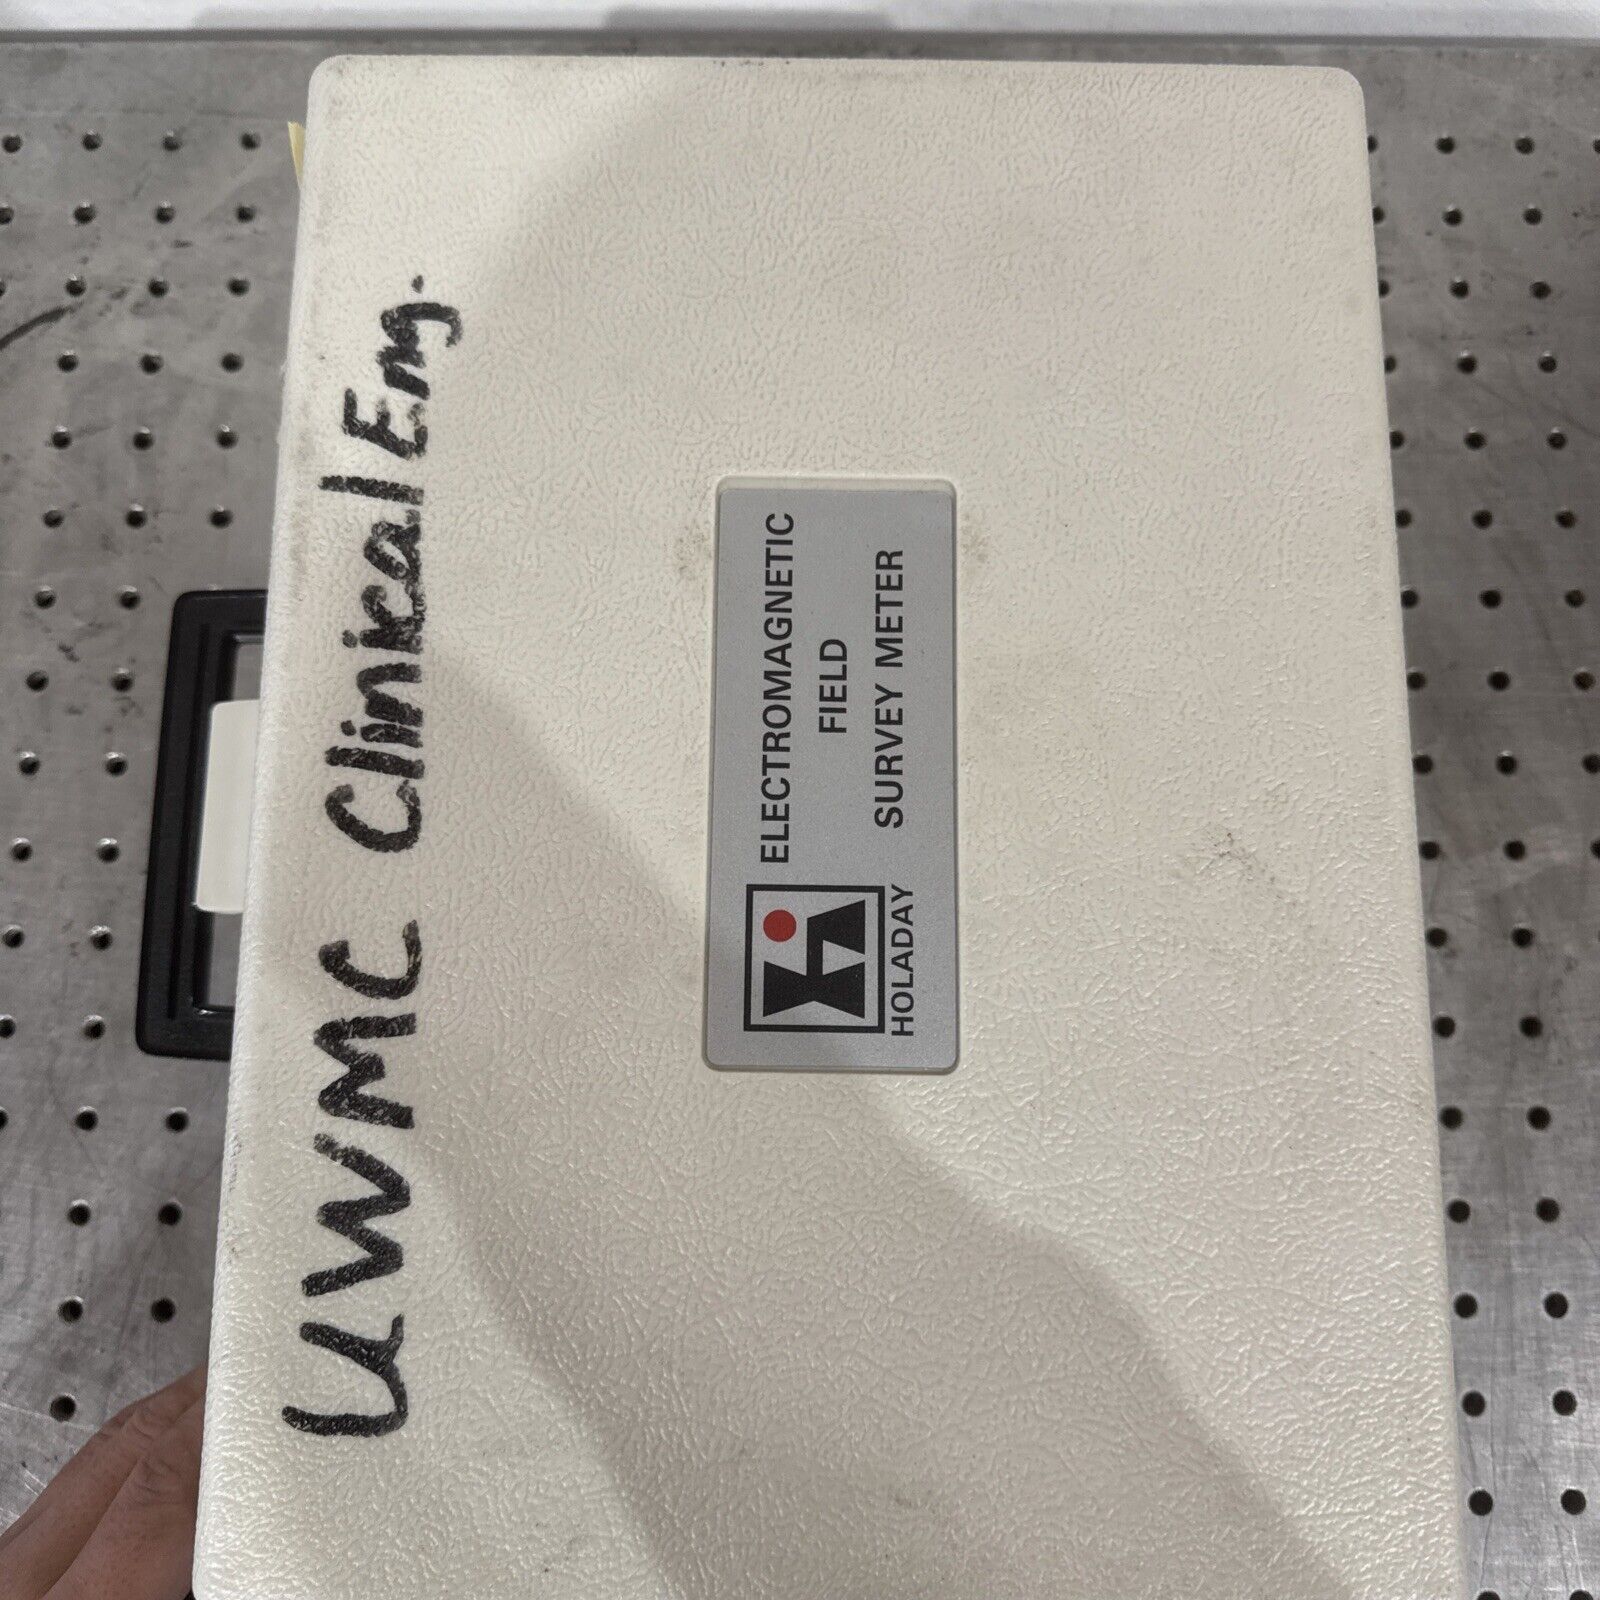 UWMC Clinical Eng.
ELECTROMAGNETIC
FIELD
SURVEY METER
HOLADAY